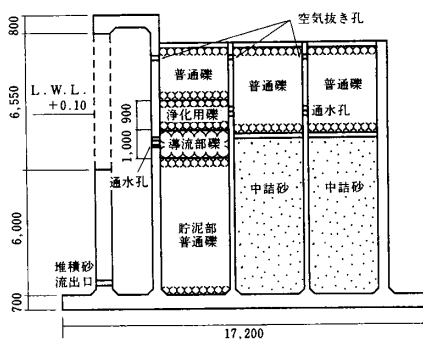 800
空気抜き孔
普通礫
普通礫
普通礫
L.W.L.
+0.10
6,550
900
浄化用礫
通水孔
1,000
導流部礫
通水孔
中詰砂
中詰砂
貯泥部
普通礫
6,000
堆積砂
流出口
700
17,200